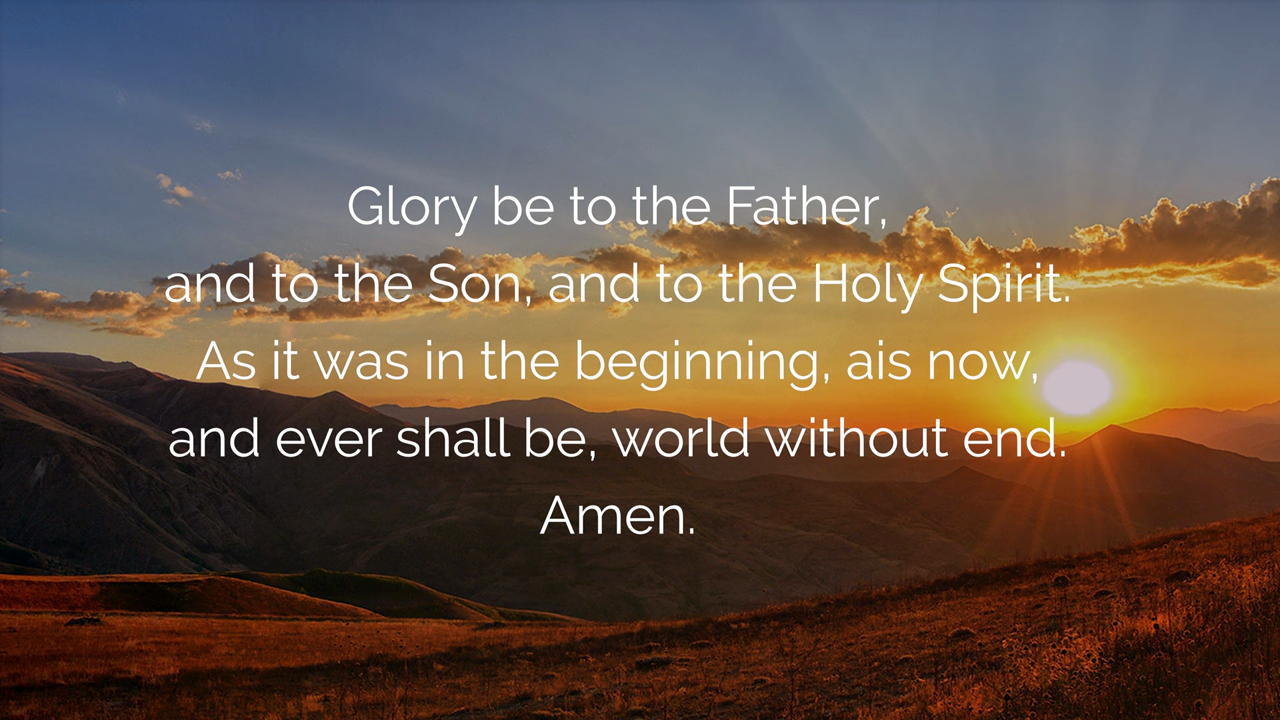 Glory be to the Father,
and to the Son, and to the Holy Spirit.
As it was in the beginning, ais now,
and ever shall be, world without end.
Amen.